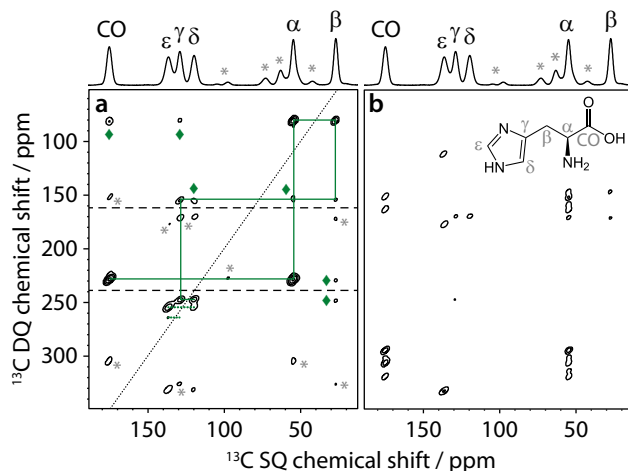 CO ε γ δ * * * α * β
CO ε γ δ * * * α * β
a
b
100
150
200
250
300
¹³C DQ chemical shift / ppm
* * * * * * * * *
N
ε
HN
γ
δ
β
α
NH₂
O
CO
OH
150 100 50
150 100 50
¹³C SQ chemical shift / ppm